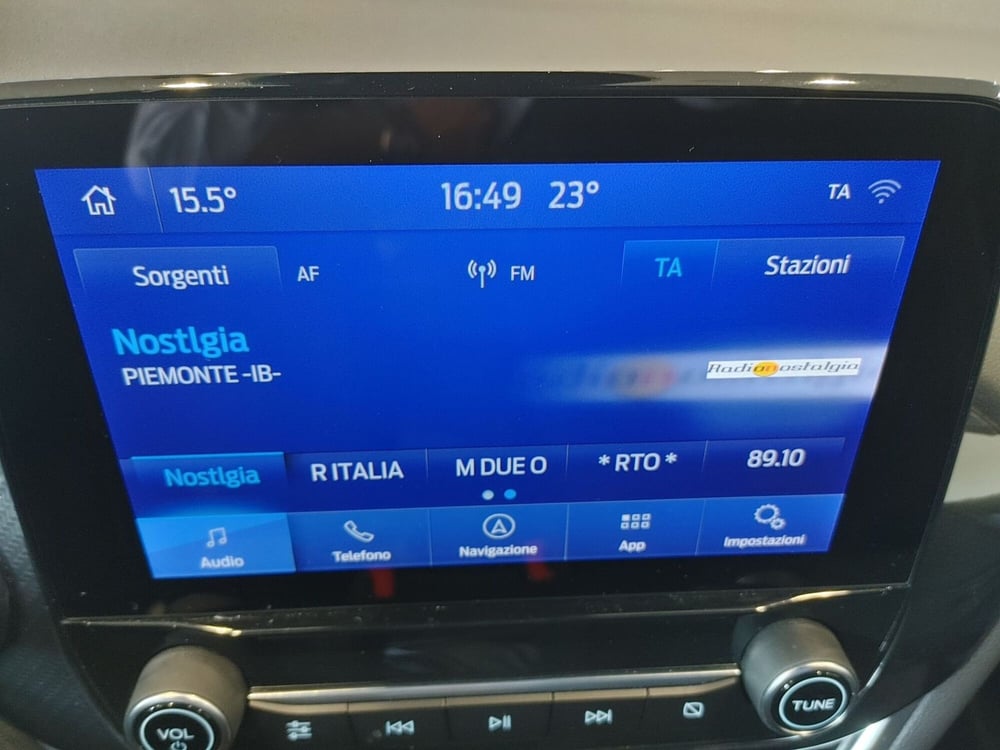 15.5° 16:49 23° TA
Sorgenti AF FM TA Stazioni
Nostlgia
PIEMONTE -IB-
Radionostalgia
Nostlgia R ITALIA M DUE O *RTO* 89.10
Audio Telefono Navigazione App Impostazioni
VOL TUNE